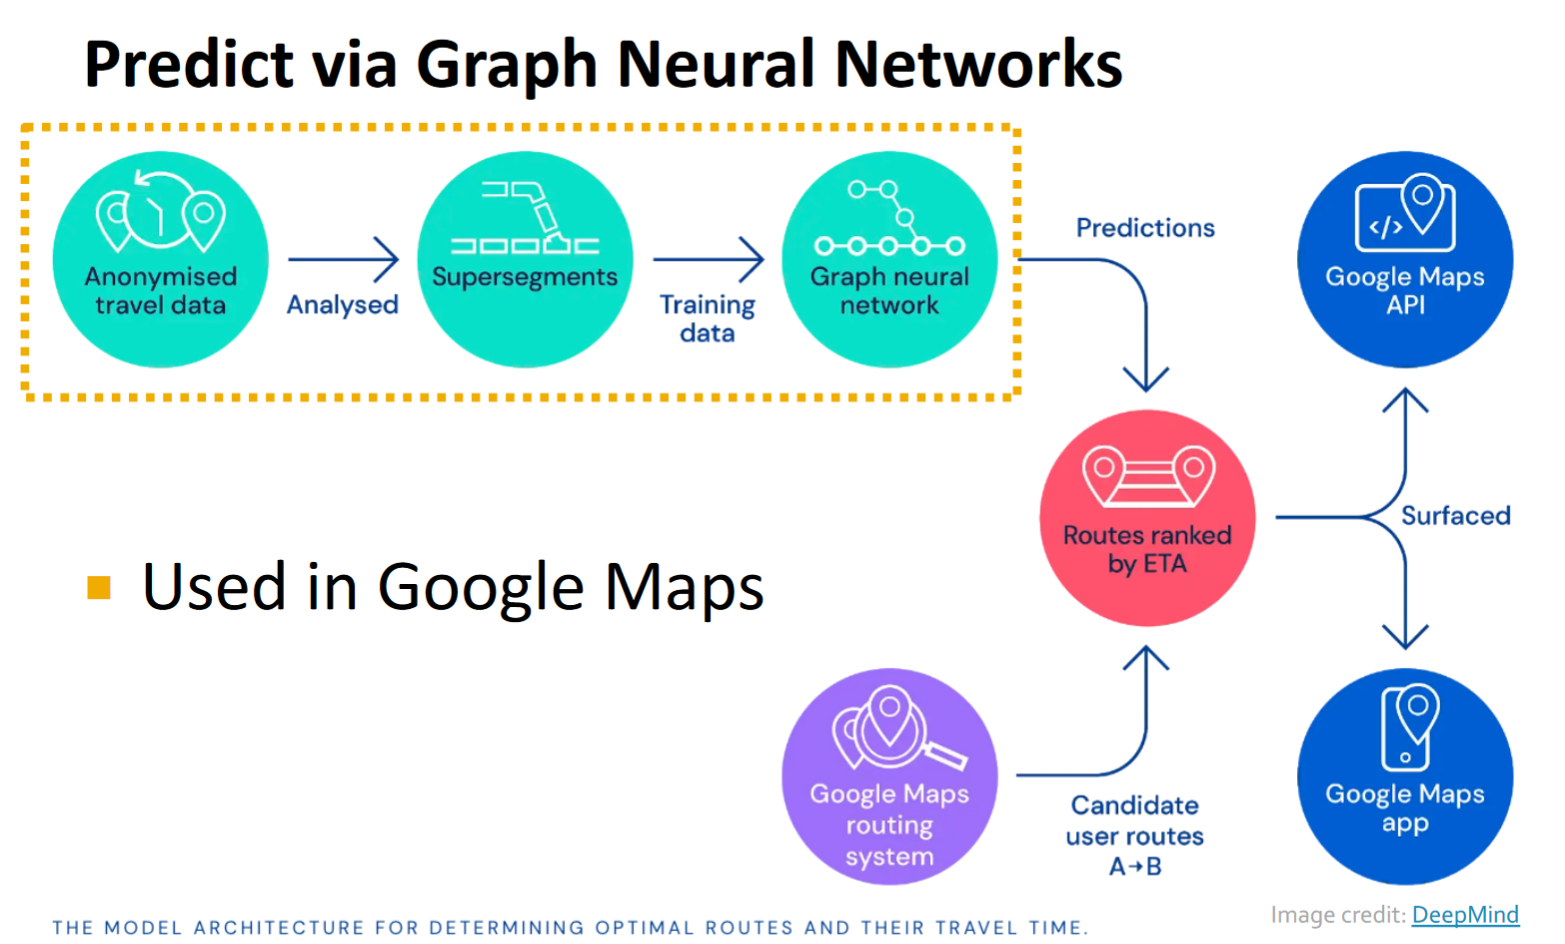 Predict via Graph Neural Networks
Anonymised
travel data
Analysed
Supersegments
Training
data
Graph neural
network
Predictions
</>
Google Maps
API
Routes ranked
by ETA
Surfaced
Used in Google Maps
Google Maps
routing
system
Candidate
user routes
A→B
Google Maps
app
THE MODEL ARCHITECTURE FOR DETERMINING OPTIMAL ROUTES AND THEIR TRAVEL TIME.
Image credit: DeepMind